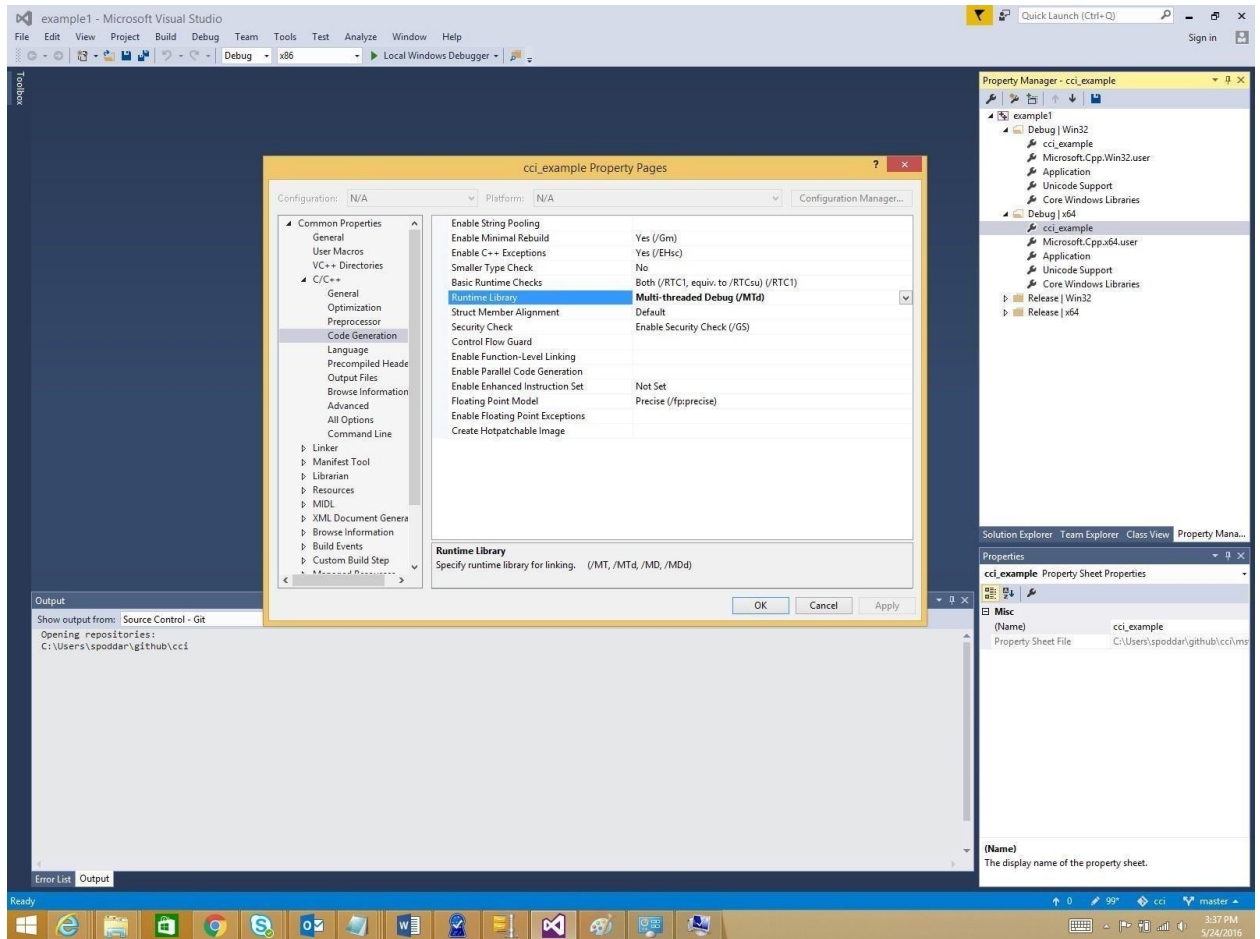 example1 - Microsoft Visual Studio
Quick Launch (Ctrl+Q)
File Edit View Project Build Debug Team Tools Test Analyze Window Help
Sign in
Debug x86 Local Windows Debugger
Toolbox
Property Manager - cci_example
example1
Debug | Win32
cci_example
Microsoft.Cpp.Win32.user
Application
Unicode Support
Core Windows Libraries
Debug | x64
cci_example
Microsoft.Cpp.x64.user
Application
Unicode Support
Core Windows Libraries
Release | Win32
Release | x64
cci_example Property Pages
Configuration: N/A Platform: N/A Configuration Manager...
Common Properties
General
User Macros
VC++ Directories
C/C++
General
Optimization
Preprocessor
Code Generation
Language
Precompiled Heade
Output Files
Browse Information
Advanced
All Options
Command Line
Linker
Manifest Tool
Librarian
Resources
MIDL
XML Document Genera
Browse Information
Build Events
Custom Build Step
Enable String Pooling
Enable Minimal Rebuild Yes (/Gm)
Enable C++ Exceptions Yes (/EHsc)
Smaller Type Check No
Basic Runtime Checks Both (/RTC1, equiv. to /RTCsu) (/RTC1)
Runtime Library Multi-threaded Debug (/MTd)
Struct Member Alignment Default
Security Check Enable Security Check (/GS)
Control Flow Guard
Enable Function-Level Linking
Enable Parallel Code Generation
Enable Enhanced Instruction Set Not Set
Floating Point Model Precise (/fp:precise)
Enable Floating Point Exceptions
Create Hotpatchable Image
Runtime Library
Specify runtime library for linking. (/MT, /MTd, /MD, /MDd)
OK Cancel Apply
Solution Explorer Team Explorer Class View Property Mana...
Properties
cci_example Property Sheet Properties
Misc
(Name) cci_example
Property Sheet File C:\Users\spoddar\github\cci\ms
(Name)
The display name of the property sheet.
Output
Show output from: Source Control - Git
Opening repositories:
C:\Users\spoddar\github\cci
Error List Output
Ready
0 99* cci master
3:37 PM
5/24/2016